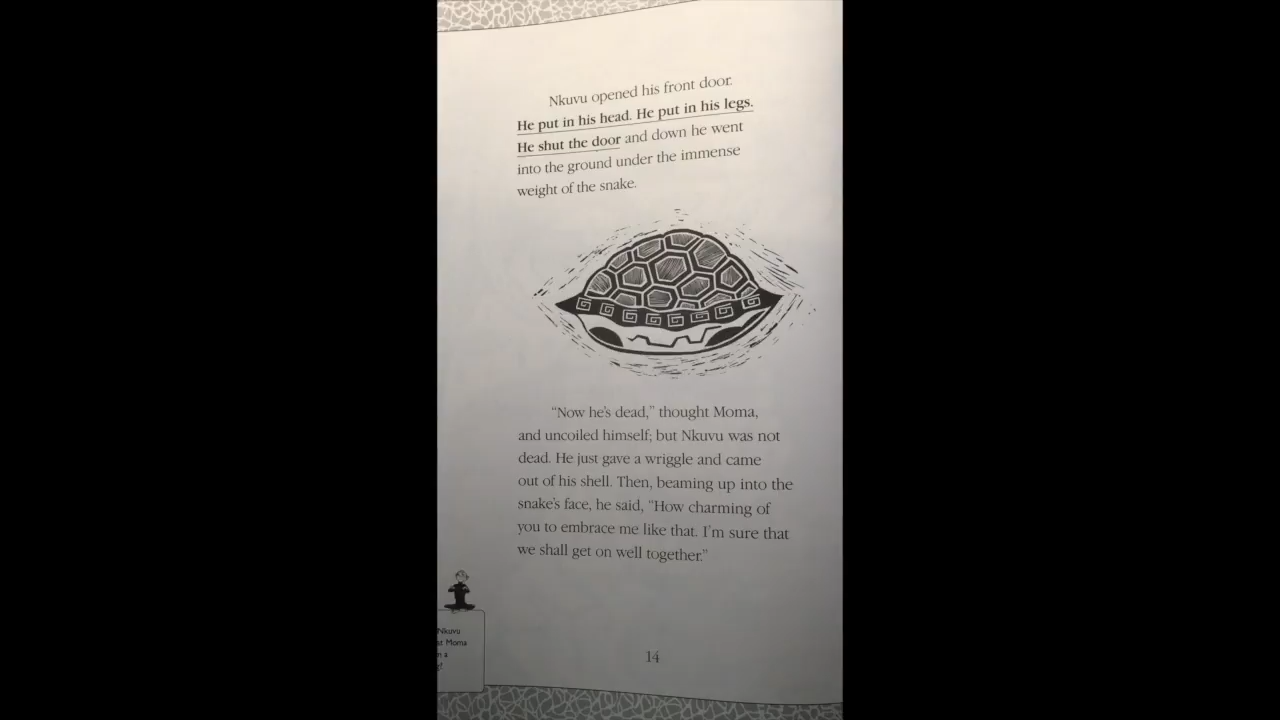 Nkuvu opened his front door.
He put in his head. He put in his legs.
He shut the door and down he went
into the ground under the immense
weight of the snake.
“Now he’s dead,” thought Moma,
and uncoiled himself; but Nkuvu was not
dead. He just gave a wriggle and came
out of his shell. Then, beaming up into the
snake’s face, he said, “How charming of
you to embrace me like that. I’m sure that
we shall get on well together.”
Nkuvu
Moma
14